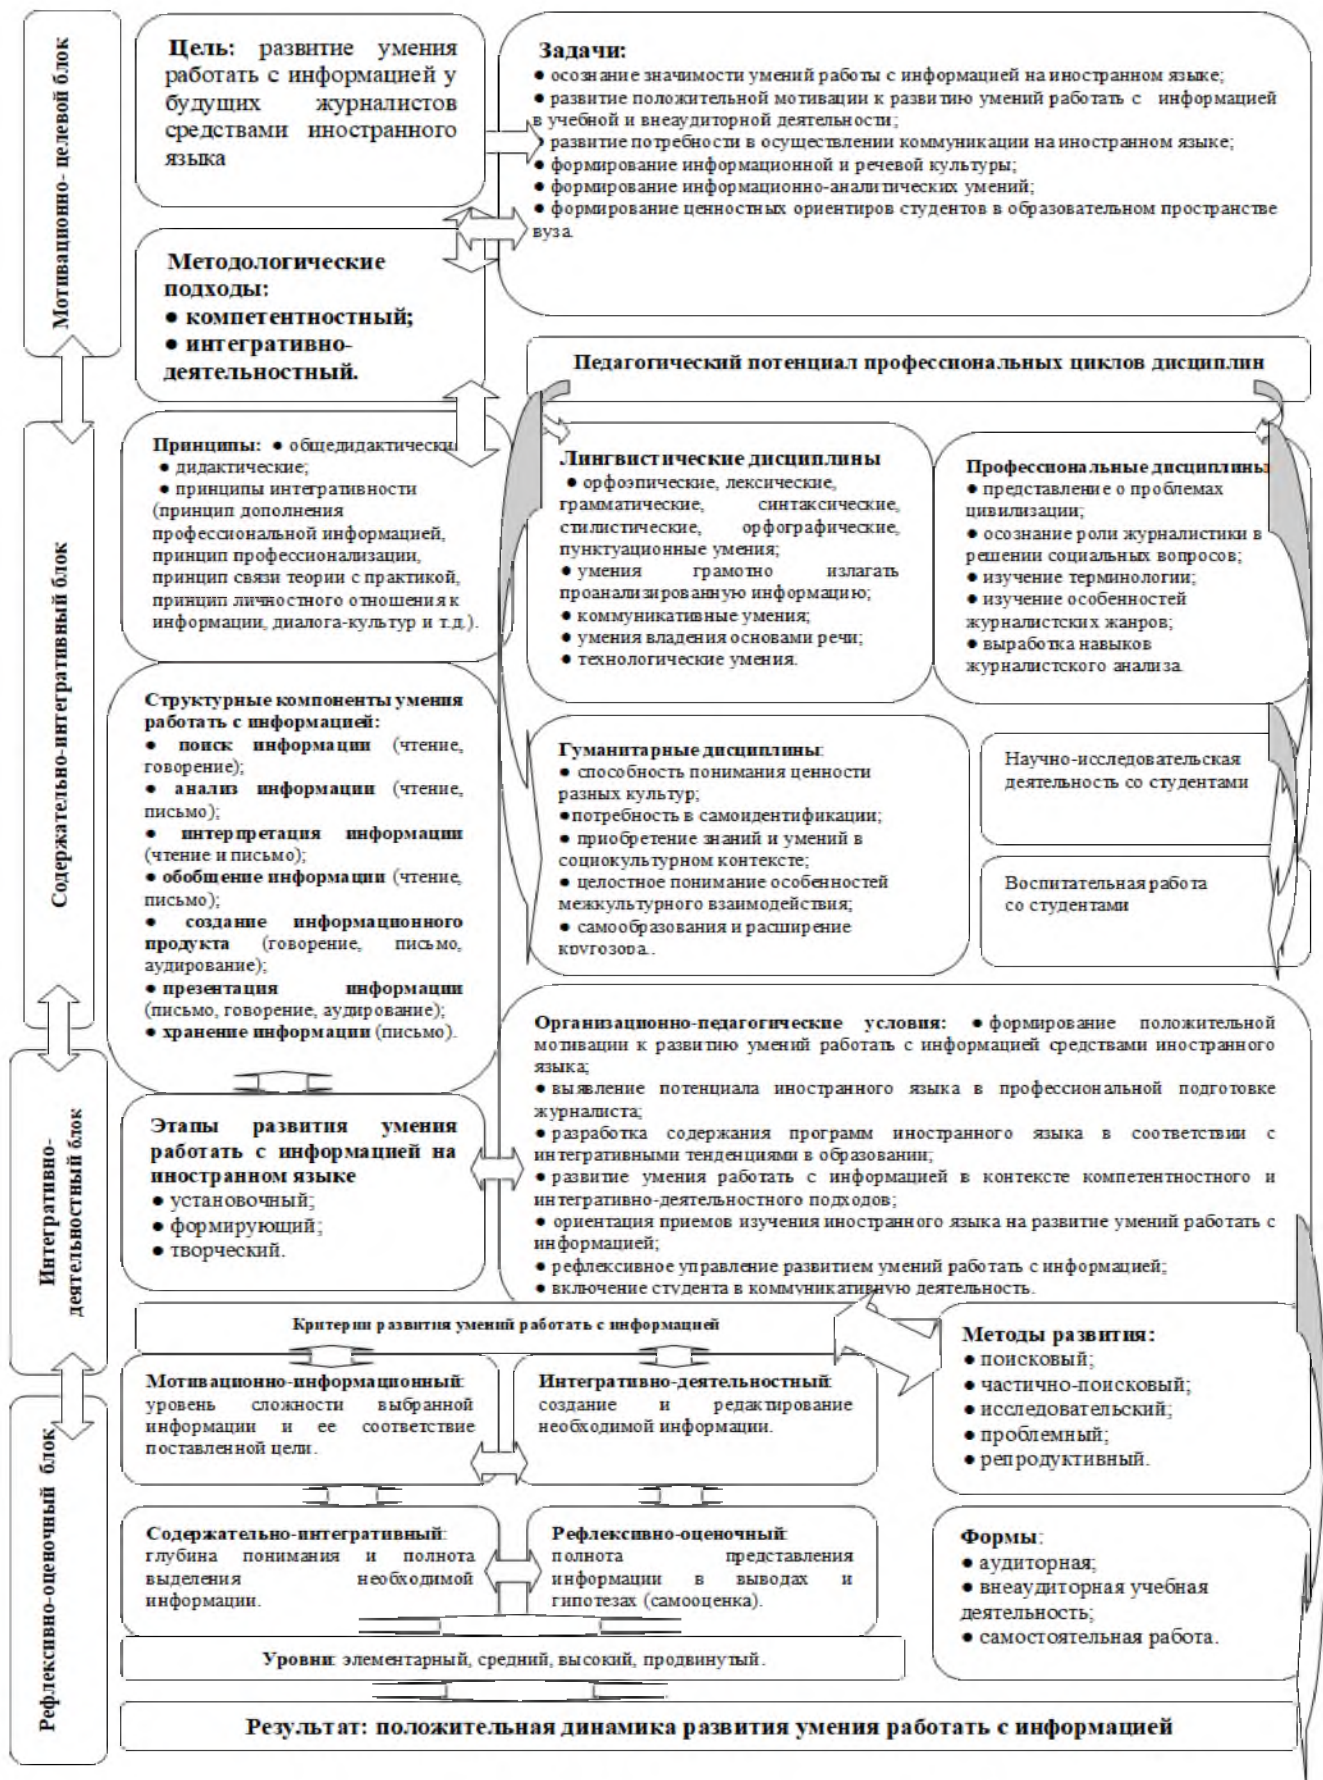 Мотивационно- целевой блок
Цель: развитие умения
работать с информацией у
будущих журналистов
средствами иностранного
языка
Задачи:
● осознание значимости умений работы с информацией на иностранном языке;
● развитие положительной мотивации к развитию умений работать с информацией
в учебной и внеаудиторной деятельности;
● развитие потребности в осуществлении коммуникации на иностранном языке;
● формирование информационной и речевой культуры;
● формирование информационно-аналитических умений;
● формирование ценностных ориентиров студентов в образовательном пространстве
вуза.
Методологические
подходы:
● компетентностный;
● интегративно-
деятельностный.
Содержательно-интегративный блок
Педагогический потенциал профессиональных циклов дисциплин
Принципы: ● общедидактически
● дидактические;
● принципы интегративности
(принцип дополнения
профессиональной информацией,
принцип профессионализации,
принцип связи теории с практикой,
принцип личностного отношения к
информации, диалога-культур и т.д.).
Лингвистические дисциплины
● орфоэпические, лексические,
грамматические, синтаксические,
стилистические, орфографические,
пунктуационные умения;
● умения грамотно излагать
проанализированную информацию;
● коммуникативные умения;
● умения владения основами речи;
● технологические умения.
Профессиональные дисциплины
● представление о проблемах
цивилизации;
● осознание роли журналистики в
решении социальных вопросов;
● изучение терминологии;
● изучение особенностей
журналистских жанров;
● выработка навыков
журналистского анализа.
Структурные компоненты умения
работать с информацией:
● поиск информации (чтение,
говорение);
● анализ информации (чтение,
письмо);
● интерпретация информации
(чтение и письмо);
● обобщение информации (чтение,
письмо);
● создание информационного
продукта (говорение, письмо,
аудирование);
● презентация информации
(письмо, говорение, аудирование);
● хранение информации (письмо).
Гуманитарные дисциплины:
● способность понимания ценности
разных культур;
●потребность в самоидентификации;
● приобретение знаний и умений в
социокультурном контексте;
● целостное понимание особенностей
межкультурного взаимодействия;
● самообразования и расширение
кругозора..
Научно-исследовательская
деятельность со студентами
Воспитательная работа
со студентами
Интегративно-
деятельностный блок
Этапы развития умения
работать с информацией на
иностранном языке
● установочный;
● формирующий;
● творческий.
Организационно-педагогические условия: ● формирование положительной
мотивации к развитию умений работать с информацией средствами иностранного
языка;
● выявление потенциала иностранного языка в профессиональной подготовке
журналиста;
● разработка содержания программ иностранного языка в соответствии с
интегративными тенденциями в образовании;
● развитие умения работать с информацией в контексте компетентностного и
интегративно-деятельностного подходов;
● ориентация приемов изучения иностранного языка на развитие умений работать с
информацией;
● рефлексивное управление развитием умений работать с информацией;
● включение студента в коммуникативную деятельность.
Рефлексивно-оценочный блок
Критерии развития умений работать с информацией
Мотивационно-информационный:
уровень сложности выбранной
информации и ее соответствие
поставленной цели.
Интегративно-деятельностный:
создание и редактирование
необходимой информации.
Методы развития:
● поисковый;
● частично-поисковый;
● исследовательский;
● проблемный;
● репродуктивный.
Содержательно-интегративный:
глубина понимания и полнота
выделения необходимой
информации.
Рефлексивно-оценочный:
полнота представления
информации в выводах и
гипотезах (самооценка).
Формы:
● аудиторная;
● внеаудиторная учебная
деятельность;
● самостоятельная работа.
Уровни: элементарный, средний, высокий, продвинутый.
Результат: положительная динамика развития умения работать с информацией